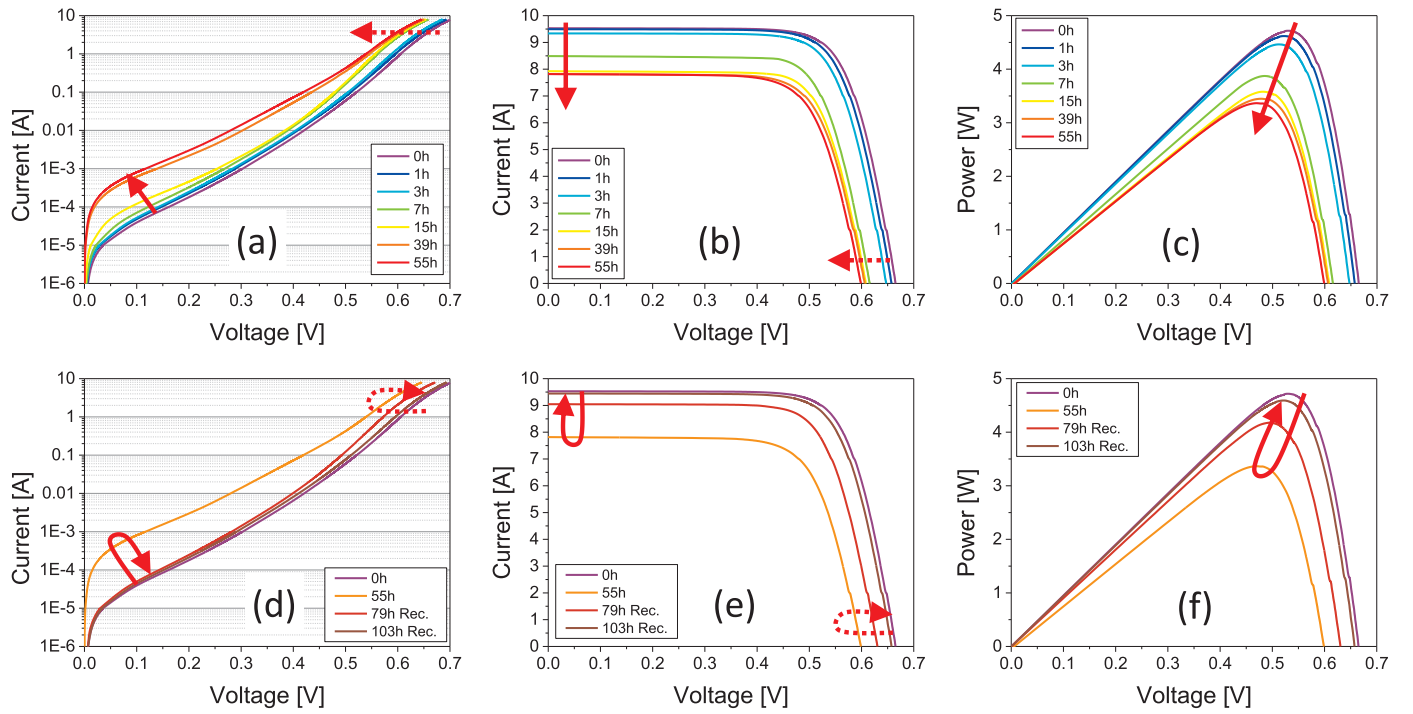 10
1
0.1
0.01
1E-3
1E-4
1E-5
1E-6
Current [A]
0.0 0.1 0.2 0.3 0.4 0.5 0.6 0.7
Voltage [V]
(a)
0h
1h
3h
7h
15h
39h
55h
10
9
8
7
6
5
4
3
2
1
0
Current [A]
0.0 0.1 0.2 0.3 0.4 0.5 0.6 0.7
Voltage [V]
(b)
0h
1h
3h
7h
15h
39h
55h
5
4
3
2
1
0
Power [W]
0.0 0.1 0.2 0.3 0.4 0.5 0.6 0.7
Voltage [V]
(c)
0h
1h
3h
7h
15h
39h
55h
10
1
0.1
0.01
1E-3
1E-4
1E-5
1E-6
Current [A]
0.0 0.1 0.2 0.3 0.4 0.5 0.6 0.7
Voltage [V]
(d)
0h
55h
79h Rec.
103h Rec.
10
9
8
7
6
5
4
3
2
1
0
Current [A]
0.0 0.1 0.2 0.3 0.4 0.5 0.6 0.7
Voltage [V]
(e)
0h
55h
79h Rec.
103h Rec.
5
4
3
2
1
0
Power [W]
0.0 0.1 0.2 0.3 0.4 0.5 0.6 0.7
Voltage [V]
(f)
0h
55h
79h Rec.
103h Rec.